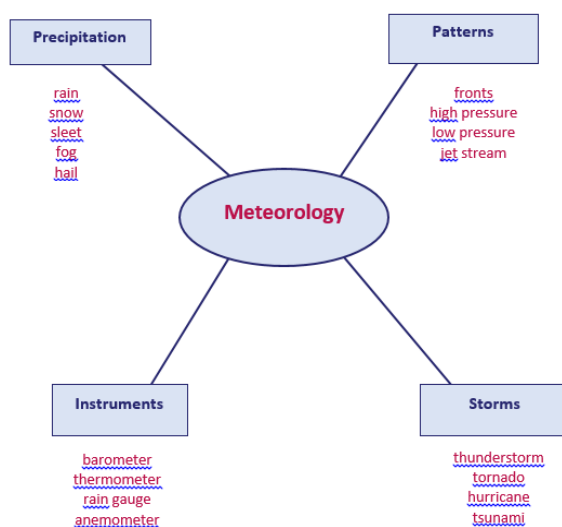 Precipitation
rain
snow
sleet
fog
hail
Patterns
fronts
high pressure
low pressure
jet stream
Meteorology
Instruments
barometer
thermometer
rain gauge
anemometer
Storms
thunderstorm
tornado
hurricane
tsunami